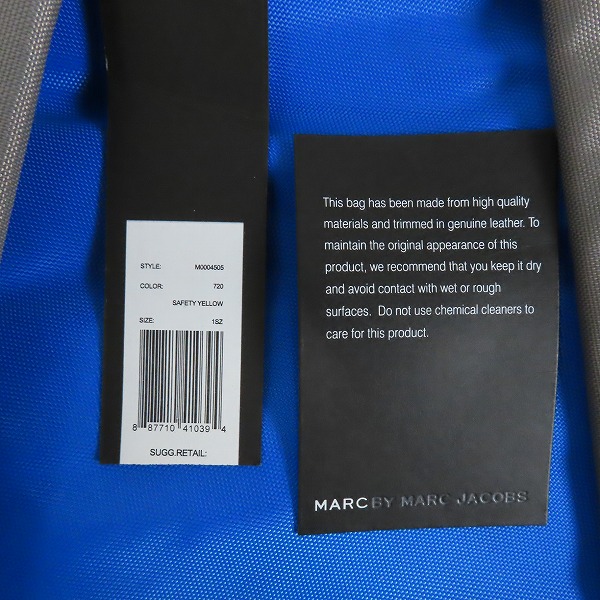 STYLE: M0004505
COLOR: 720
SAFETY YELLOW
SIZE: 1SZ
8 87710 41039 4
SUGG.RETAIL:
This bag has been made from high quality
materials and trimmed in genuine leather. To
maintain the original appearance of this
product, we recommend that you keep it dry
and avoid contact with wet or rough
surfaces. Do not use chemical cleaners to
care for this product.
MARC BY MARC JACOBS